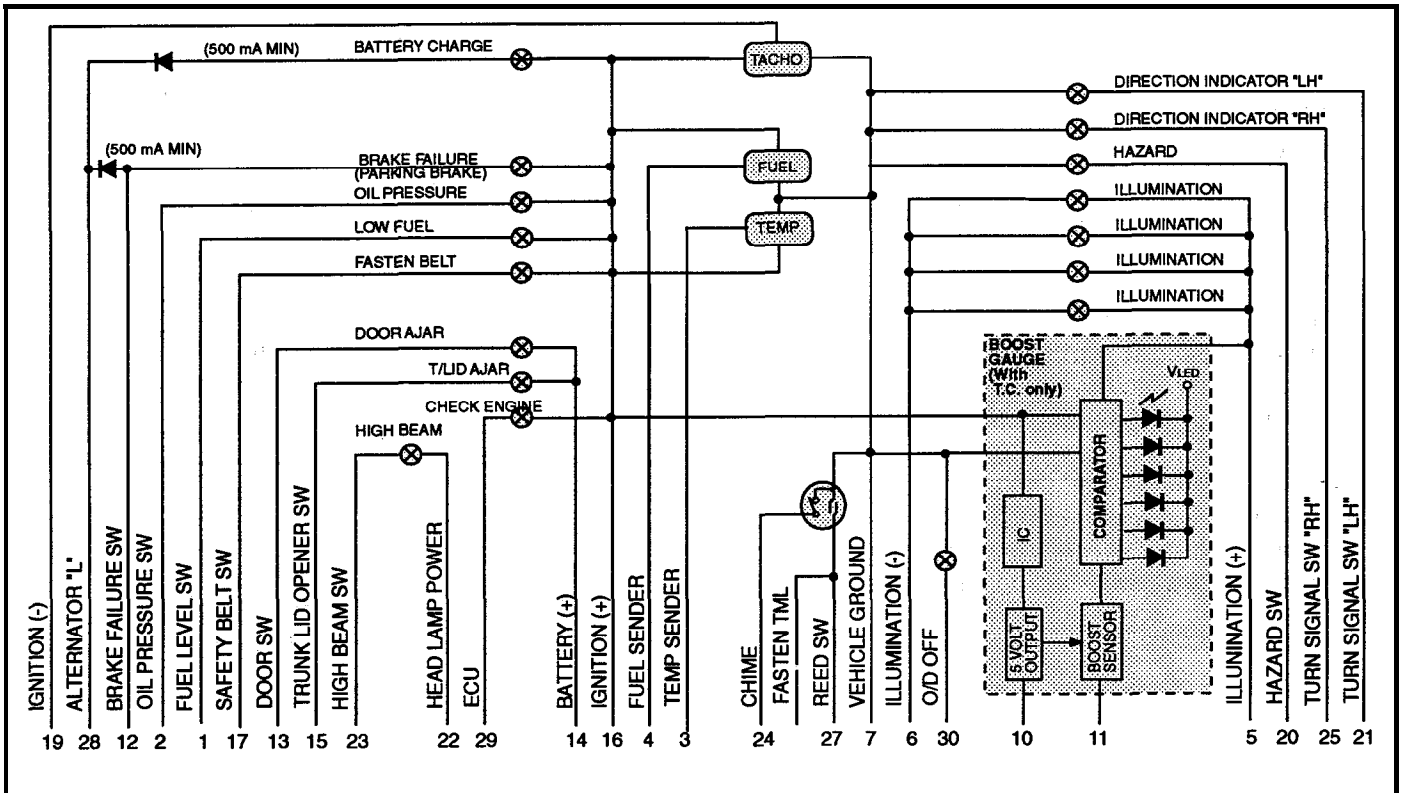 (500 mA MIN)
BATTERY CHARGE
TACHO
DIRECTION INDICATOR "LH"
DIRECTION INDICATOR "RH"
(500 mA MIN)
BRAKE FAILURE
(PARKING BRAKE)
FUEL
HAZARD
OIL PRESSURE
ILLUMINATION
LOW FUEL
TEMP
ILLUMINATION
FASTEN BELT
ILLUMINATION
ILLUMINATION
DOOR AJAR
T/LID AJAR
CHECK ENGINE
HIGH BEAM
BOOST
GAUGE
(With
T.C. only)
VLED
COMPARATOR
IC
5 VOLT
OUTPUT
BOOST
SENSOR
IGNITION (-)
ALTERNATOR "L"
BRAKE FAILURE SW
OIL PRESSSURE SW
FUEL LEVEL SW
SAFETY BELT SW
DOOR SW
TRUNK LID OPENER SW
HIGH BEAM SW
HEAD LAMP POWER
ECU
BATTERY (+)
IGNITION (+)
FUEL SENDER
TEMP SENDER
CHIME
FASTEN TML
REED SW
VEHICLE GROUND
ILLUMINATION (-)
O/D OFF
ILLUNINATION (+)
HAZARD SW
TURN SIGNAL SW "RH"
TURN SIGNAL SW "LH"
19 28 12 2 1 17 13 15 23 22 29 14 16 4 3 24 27 7 6 30 10 11 5 20 25 21